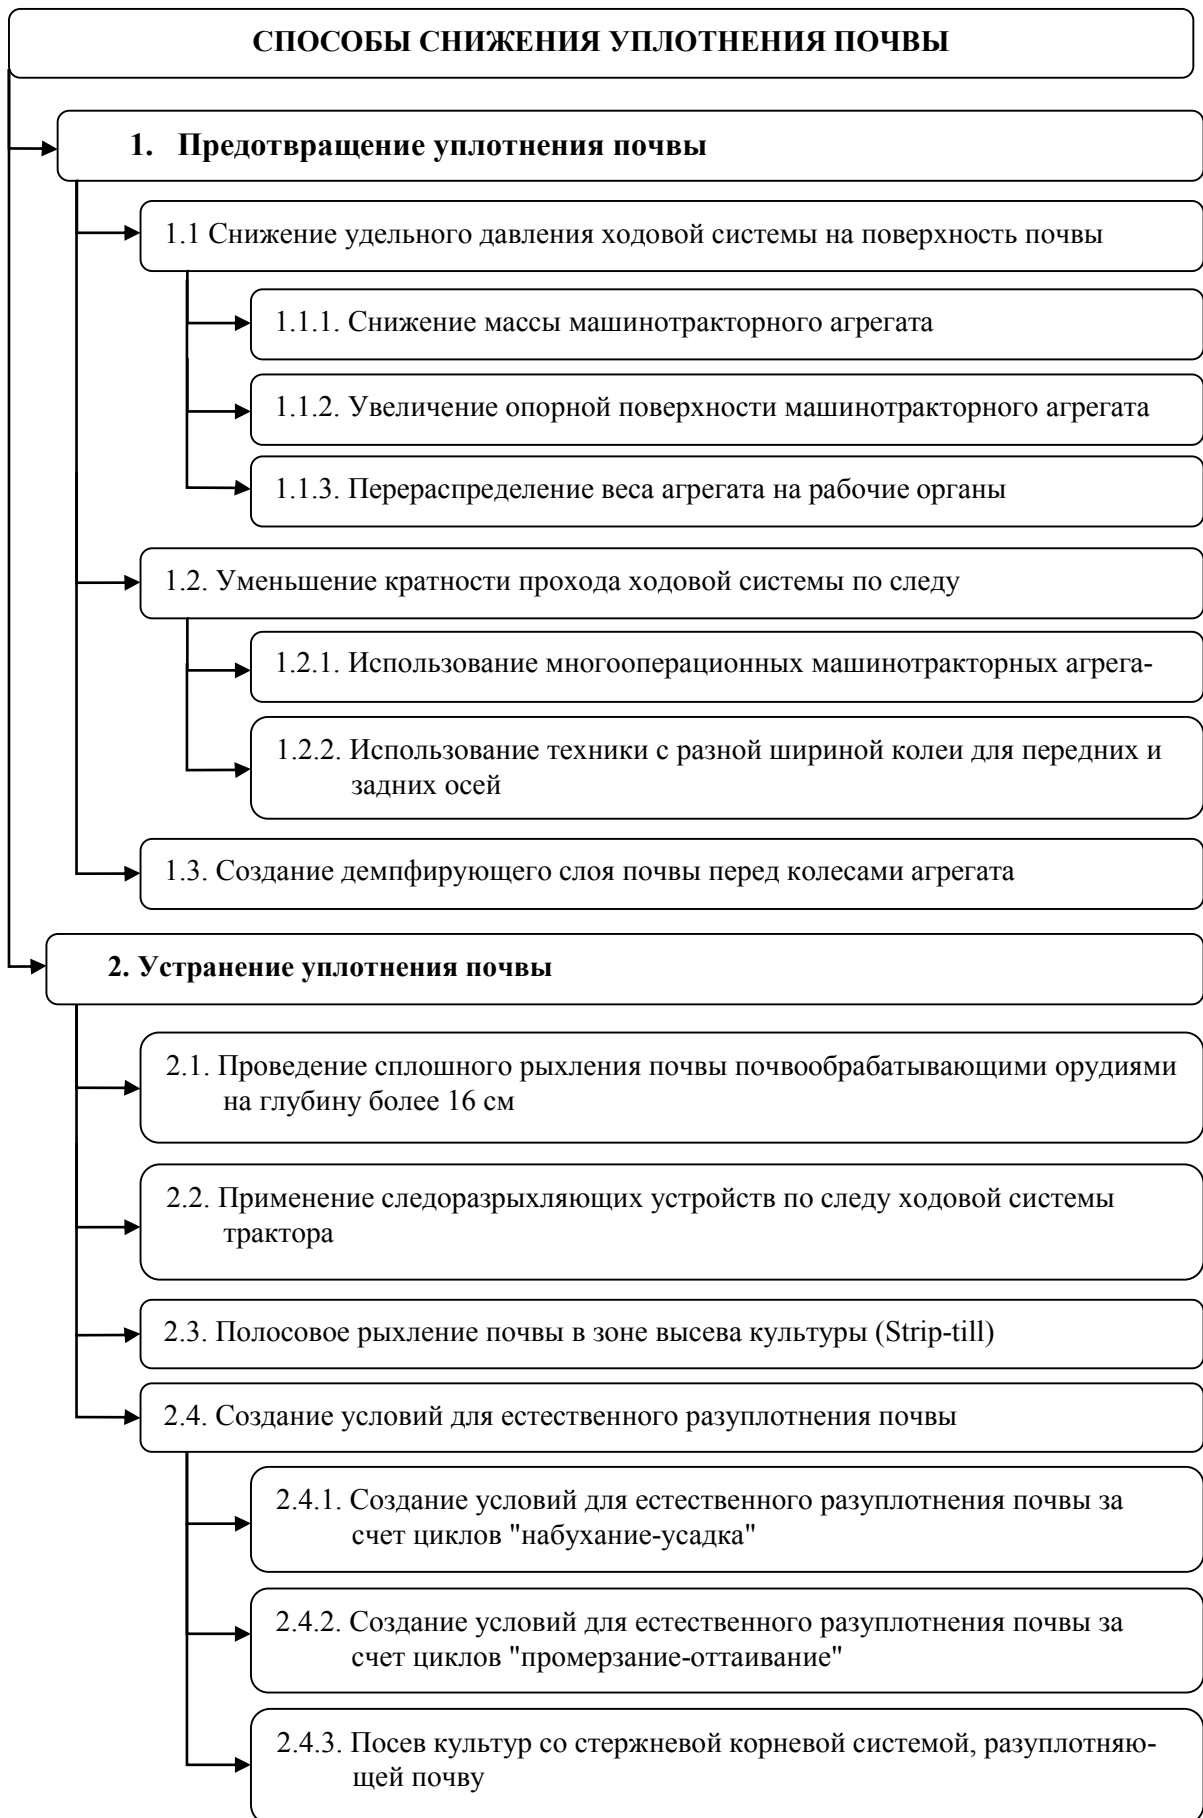 СПОСОБЫ СНИЖЕНИЯ УПЛОТНЕНИЯ ПОЧВЫ
1. Предотвращение уплотнения почвы
1.1 Снижение удельного давления ходовой системы на поверхность почвы
1.1.1. Снижение массы машинотракторного агрегата
1.1.2. Увеличение опорной поверхности машинотракторного агрегата
1.1.3. Перераспределение веса агрегата на рабочие органы
1.2. Уменьшение кратности прохода ходовой системы по следу
1.2.1. Использование многооперационных машинотракторных агрега-
1.2.2. Использование техники с разной шириной колеи для передних и
задних осей
1.3. Создание демпфирующего слоя почвы перед колесами агрегата
2. Устранение уплотнения почвы
2.1. Проведение сплошного рыхления почвы почвообрабатывающими орудиями
на глубину более 16 см
2.2. Применение следоразрыхляющих устройств по следу ходовой системы
трактора
2.3. Полосовое рыхление почвы в зоне высева культуры (Strip-till)
2.4. Создание условий для естественного разуплотнения почвы
2.4.1. Создание условий для естественного разуплотнения почвы за
счет циклов "набухание-усадка"
2.4.2. Создание условий для естественного разуплотнения почвы за
счет циклов "промерзание-оттаивание"
2.4.3. Посев культур со стержневой корневой системой, разуплотняю-
щей почву